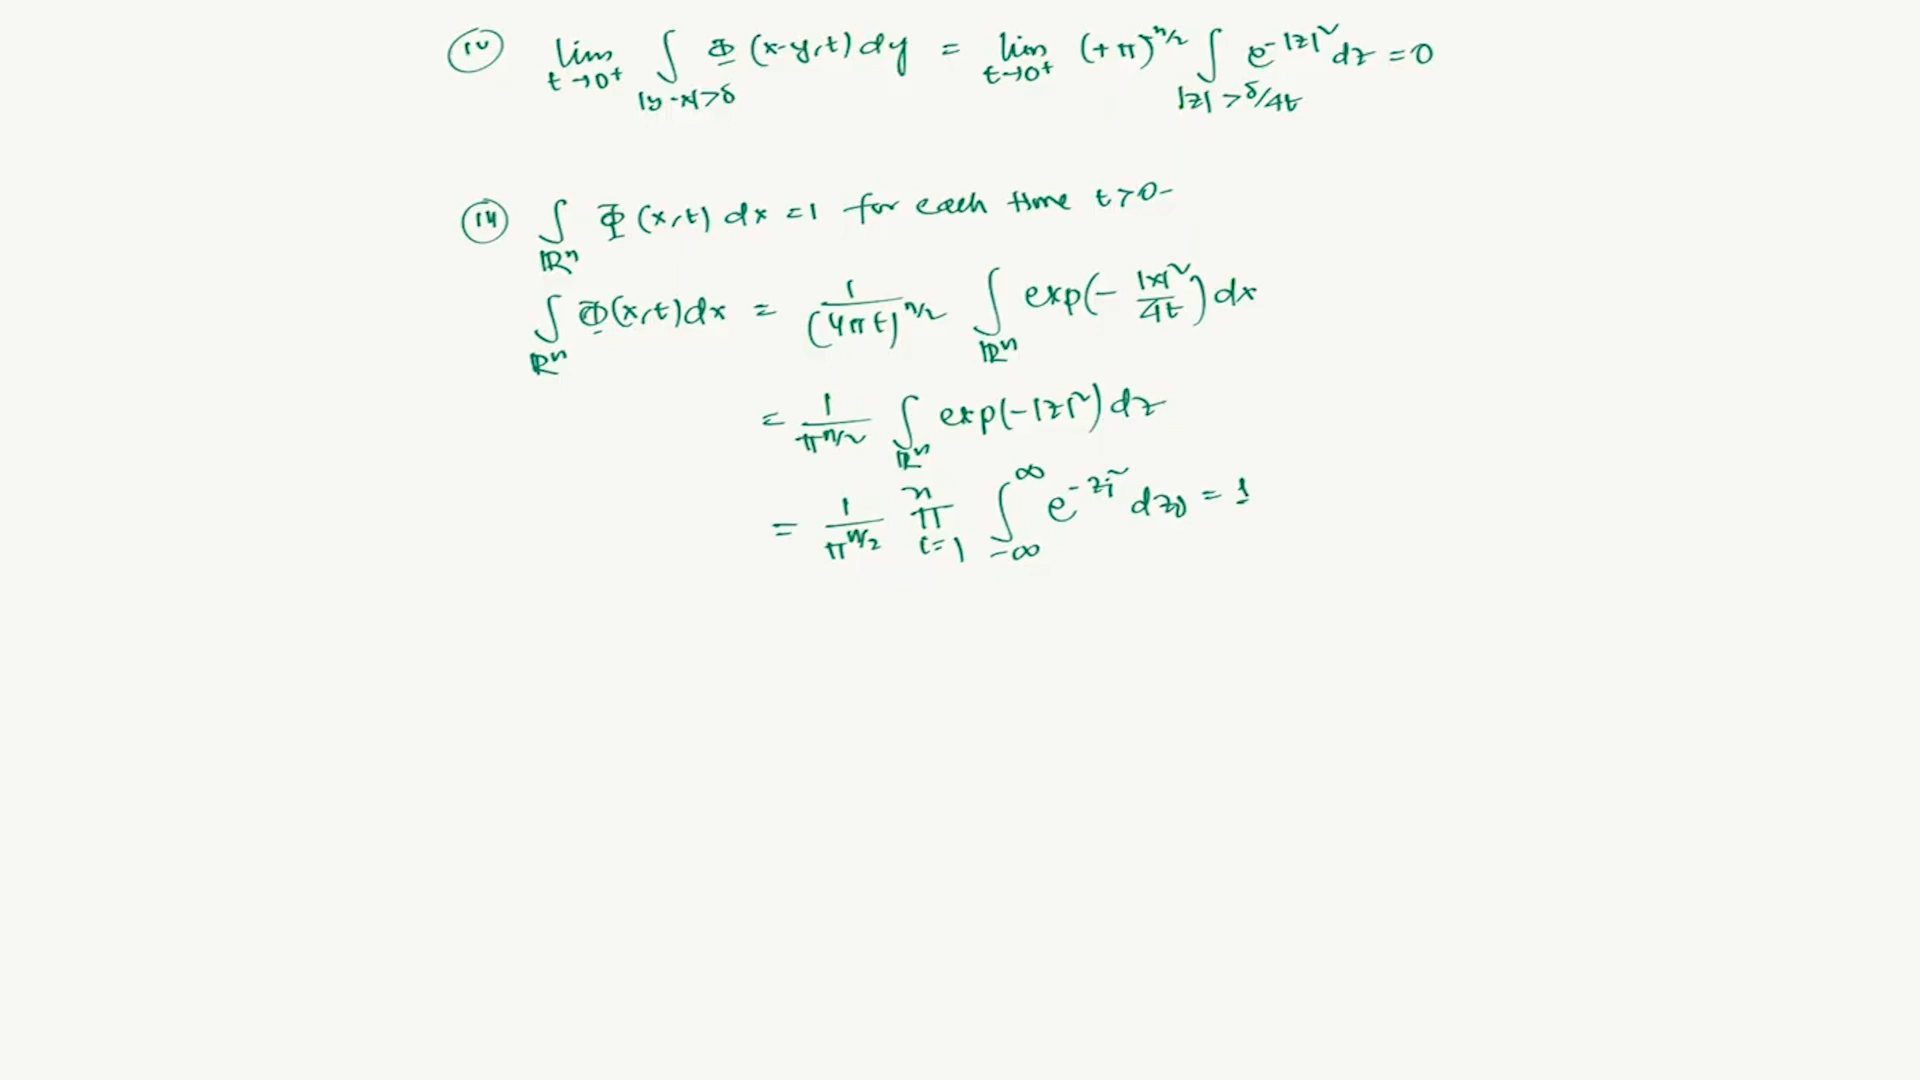 (iv) lim_{t→0⁺} ∫_{|y-x|>δ} Φ(x-y,t) dy = lim_{t→0⁺} (+π)^{n/2} ∫_{|z|>δ/4t} e^{-|z|²} dz = 0
(14) ∫_{ℝⁿ} Φ(x,t) dx = 1 for each time t>0-
∫_{ℝⁿ} Φ(x,t)dx = 1/(4πt)^{n/2} ∫_{ℝⁿ} exp(-|x|²/4t) dx
= 1/π^{n/2} ∫_{ℝⁿ} exp(-|z|²) dz
= 1/π^{n/2} ∏_{i=1}^{n} ∫_{-∞}^{∞} e^{-zᵢ²} dzᵢ = 1